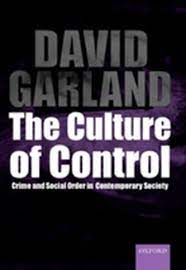 DAVID
GARLAND
The Culture
of Control
Crime and Social Order in Contemporary Society
OXFORD